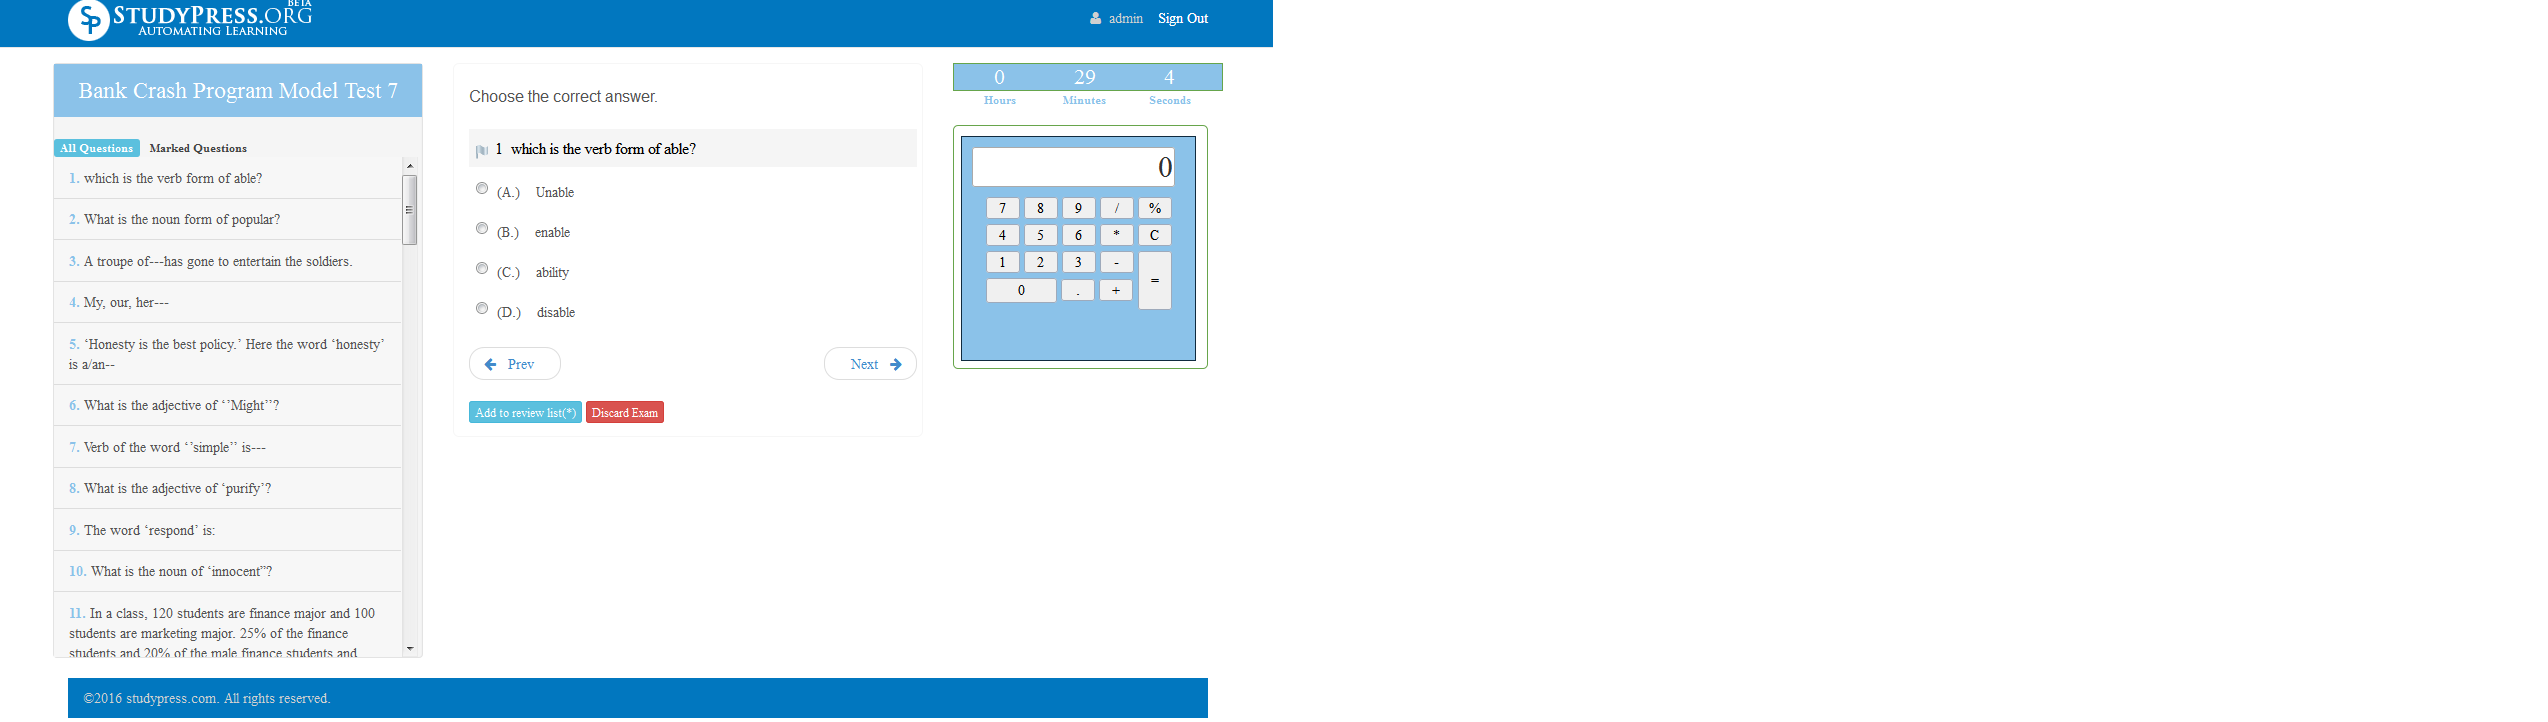 BETA
STUDYPRESS.ORG
AUTOMATING LEARNING
admin Sign Out
Bank Crash Program Model Test 7
All Questions Marked Questions
1. which is the verb form of able?
2. What is the noun form of popular?
3. A troupe of---has gone to entertain the soldiers.
4. My, our, her---
5. ‘Honesty is the best policy.’ Here the word ‘honesty’
is a/an--
6. What is the adjective of ‘’Might’’?
7. Verb of the word ‘’simple’’ is---
8. What is the adjective of ‘purify’?
9. The word ‘respond’ is:
10. What is the noun of ‘innocent’’?
11. In a class, 120 students are finance major and 100
students are marketing major. 25% of the finance
students and 20% of the male finance students and
Choose the correct answer.
1 which is the verb form of able?
(A.) Unable
(B.) enable
(C.) ability
(D.) disable
Prev Next
Add to review list(*) Discard Exam
0 29 4
Hours Minutes Seconds
0
7 8 9 / %
4 5 6 * C
1 2 3 - =
0 . +
©2016 studypress.com. All rights reserved.